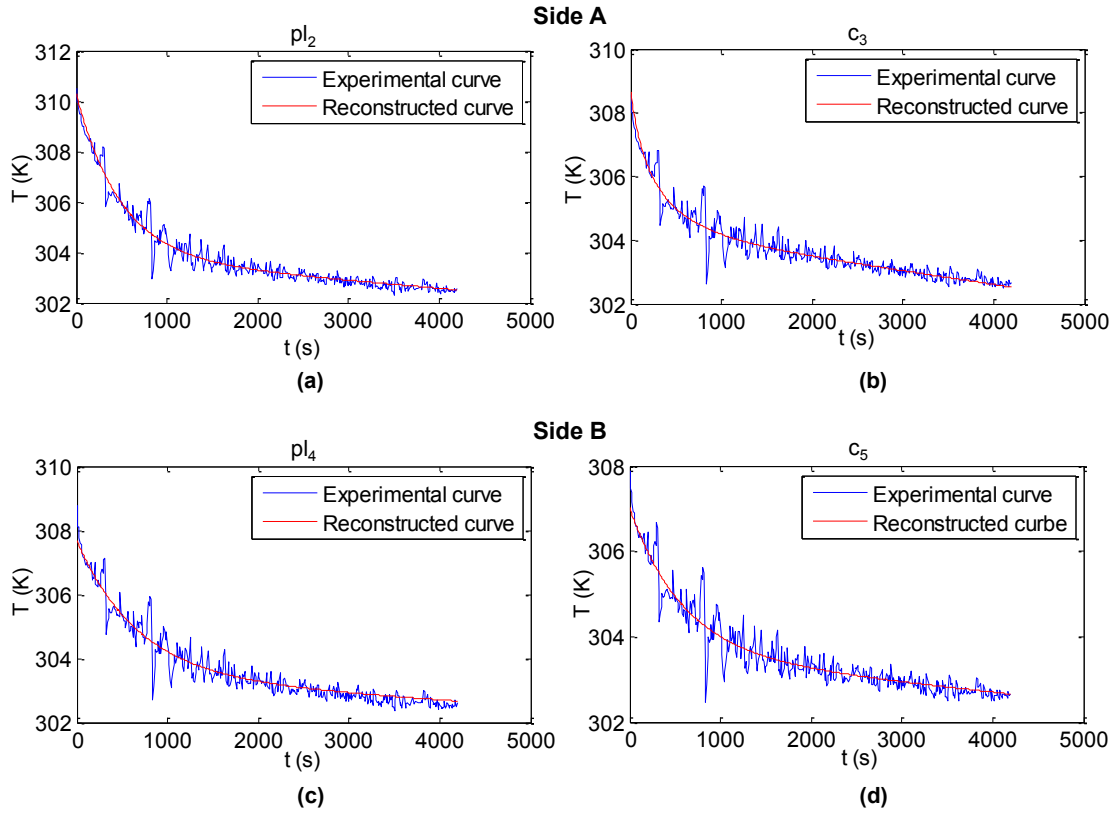 Side A
pl2
312
310
308
306
304
302
T (K)
Experimental curve
Reconstructed curve
0 1000 2000 3000 4000 5000
t (s)
(a)
c3
310
308
306
304
302
T (K)
Experimental curve
Reconstructed curve
0 1000 2000 3000 4000 5000
t (s)
(b)
Side B
pl4
310
308
306
304
302
T (K)
Experimental curve
Reconstructed curve
0 1000 2000 3000 4000 5000
t (s)
(c)
c5
308
306
304
302
T (K)
Experimental curve
Reconstructed curbe
0 1000 2000 3000 4000 5000
t (s)
(d)